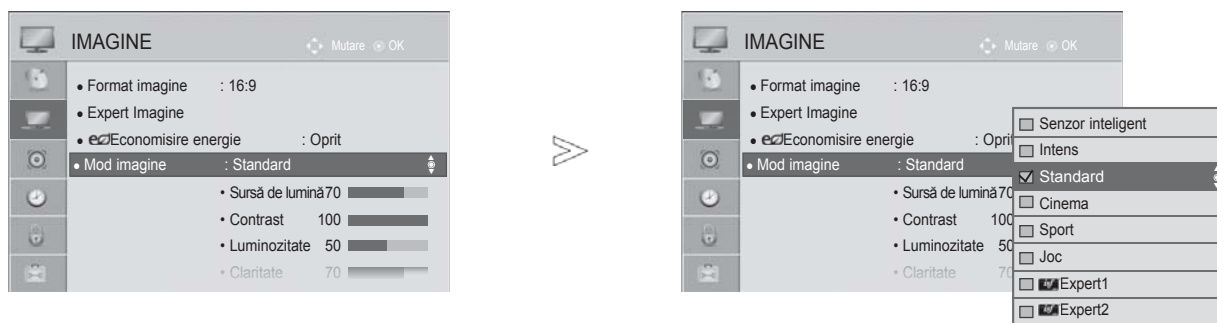 IMAGINE
Mutare OK
• Format imagine : 16:9
• Expert Imagine
• ecoEconomisire energie : Oprit
• Mod imagine : Standard
• Sursă de lumină 70
• Contrast 100
• Luminozitate 50
• Claritate 70
IMAGINE
Mutare OK
• Format imagine : 16:9
• Expert Imagine
• ecoEconomisire energie : Oprit
• Mod imagine : Standard
• Sursă de lumină 70
• Contrast 100
• Luminozitate 50
• Claritate 70
Senzor inteligent
Intens
Standard
Cinema
Sport
Joc
Expert1
Expert2